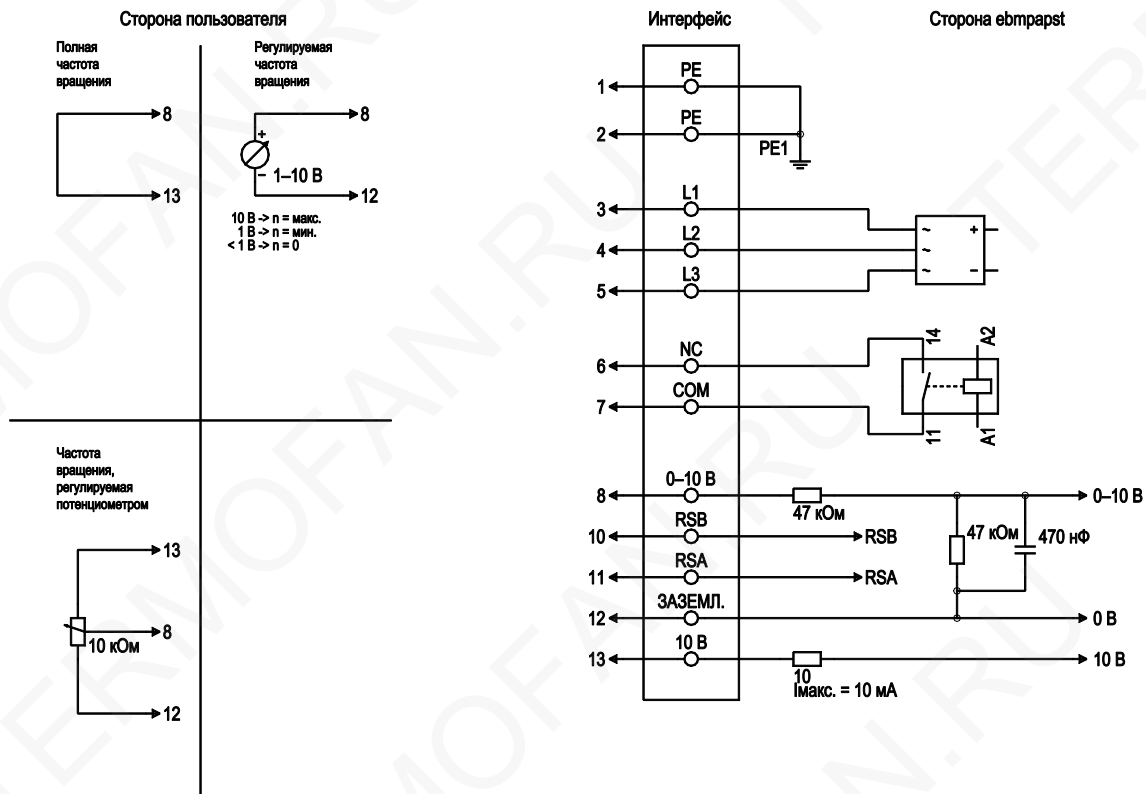 Сторона пользователя
Интерфейс
Сторона ebmpapst
Полная
частота
вращения
8
13
Регулируемая
частота
вращения
8
+
–
1–10 В
12
10 В -> n = макс.
1 В -> n = мин.
< 1 В -> n = 0
Частота
вращения,
регулируемая
потенциометром
13
8
10 кОм
12
1
PE
2
PE
PE1
3
L1
4
L2
5
L3
~
+
~
~
–
6
NC
7
COM
14
A2
11
A1
8
0–10 В
47 кОм
0–10 В
10
RSB
RSB
47 кОм
470 нФ
11
RSA
RSA
12
ЗАЗЕМЛ.
0 В
13
10 В
10 В
10
Iмакс. = 10 мА
TERMOFAN.RU